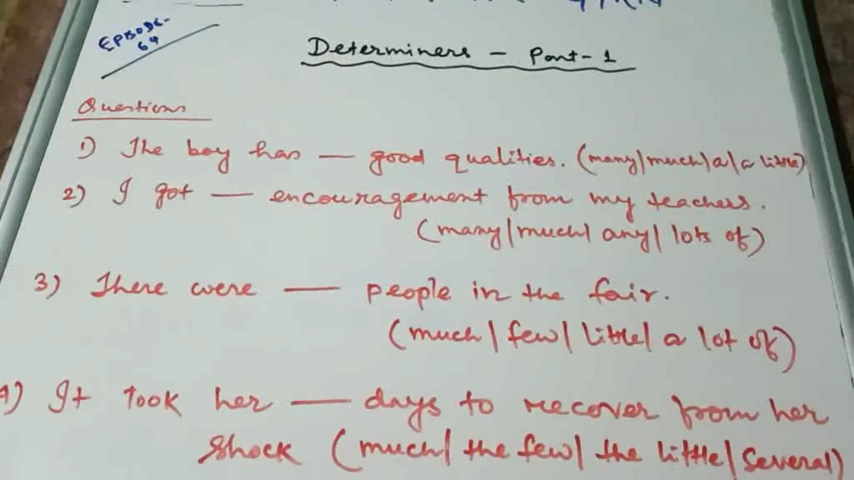 EPISODE-
64
Determiners - Part-1
Questions
1) The boy has — good qualities. (many/much/a/a little)
2) I got — encouragement from my teachers.
(many/much/any/lots of)
3) There were — people in the fair.
(much/few/little/a lot of)
4) It took her — days to recover from her
shock (much/the few/the little/several)